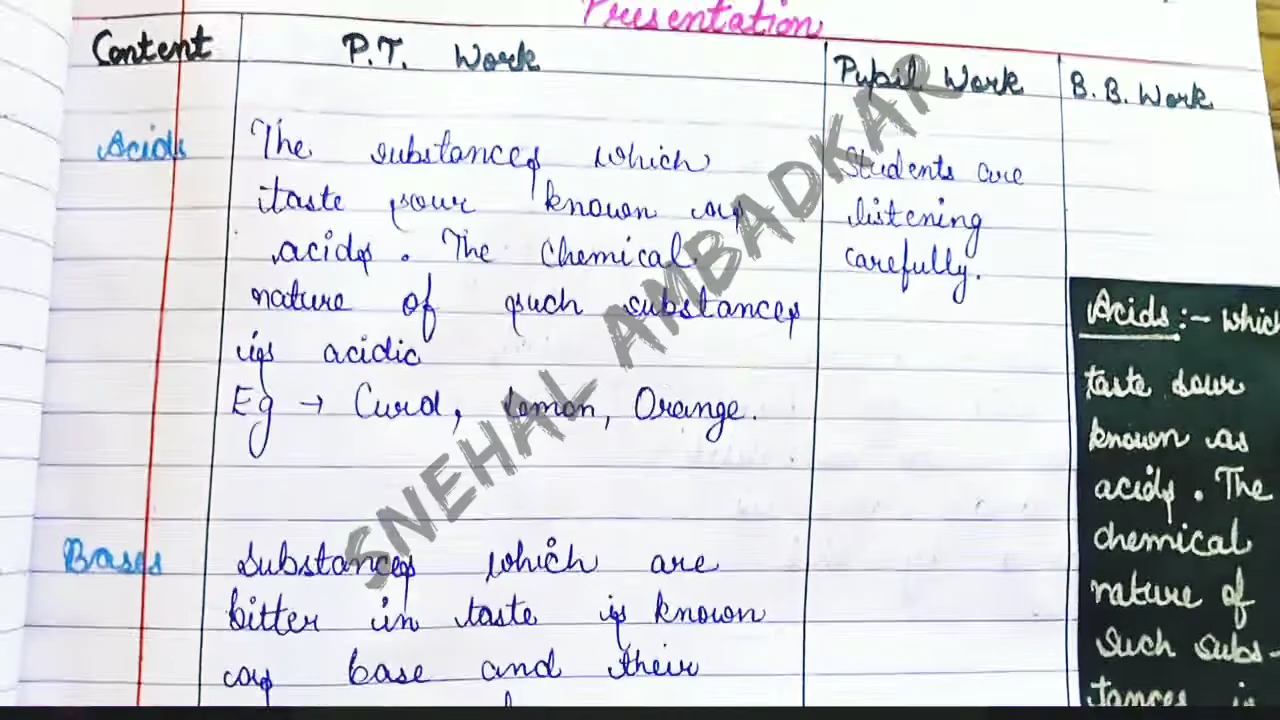 Presentation
Content P.T. Work Pupil Work B.B. Work
Acids
The substances which
taste sour known as
acids. The chemical
nature of such substances
is acidic
Eg → Curd, Lemon, Orange.
Students are
listening
carefully.
Acids :- which
taste sour
known as
acids. The
chemical
nature of
such subs-
tances is
Bases
Substances which are
bitter in taste is known
as base and their
SNEHAL AMBADKAR